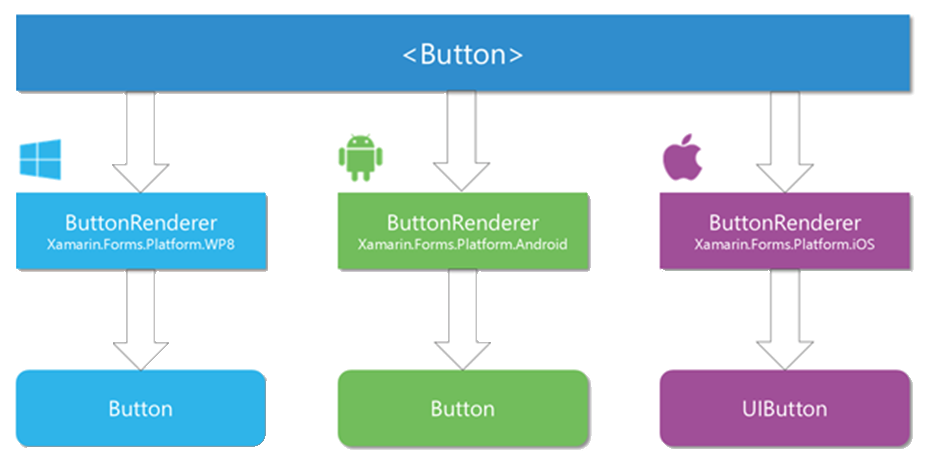 <Button>
ButtonRenderer
Xamarin.Forms.Platform.WP8
ButtonRenderer
Xamarin.Forms.Platform.Android
ButtonRenderer
Xamarin.Forms.Platform.iOS
Button
Button
UIButton